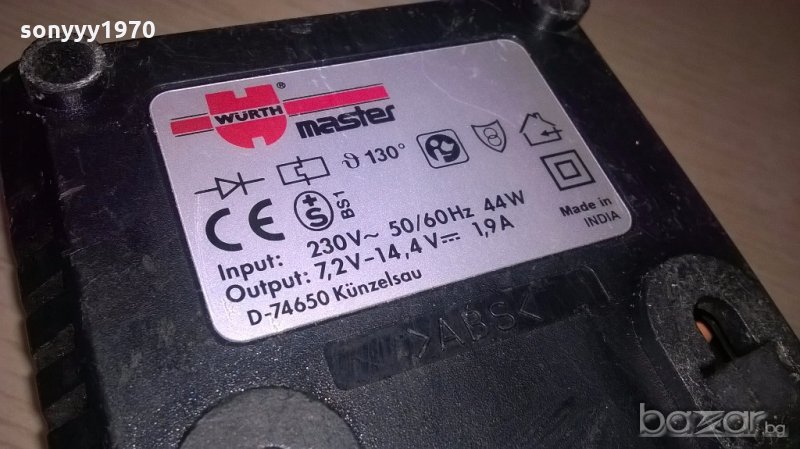 sonyyy1970
WÜRTH®
master
ϑ 130°
CE
S
BS1
Input: 230V~ 50/60Hz 44W
Output: 7,2V-14,4V⎓ 1,9A
D-74650 Künzelsau
Made in
INDIA
>ABS<
bazar.bg